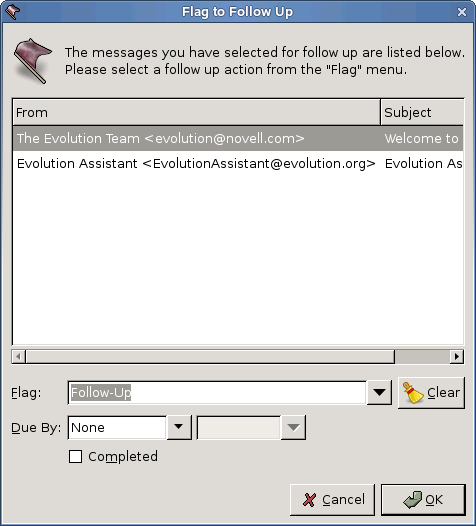 Flag to Follow Up
The messages you have selected for follow up are listed below.
Please select a follow up action from the "Flag" menu.
From Subject
The Evolution Team <evolution@novell.com> Welcome to
Evolution Assistant <EvolutionAssistant@evolution.org> Evolution As
Flag: Follow-Up Clear
Due By: None
Completed
Cancel OK